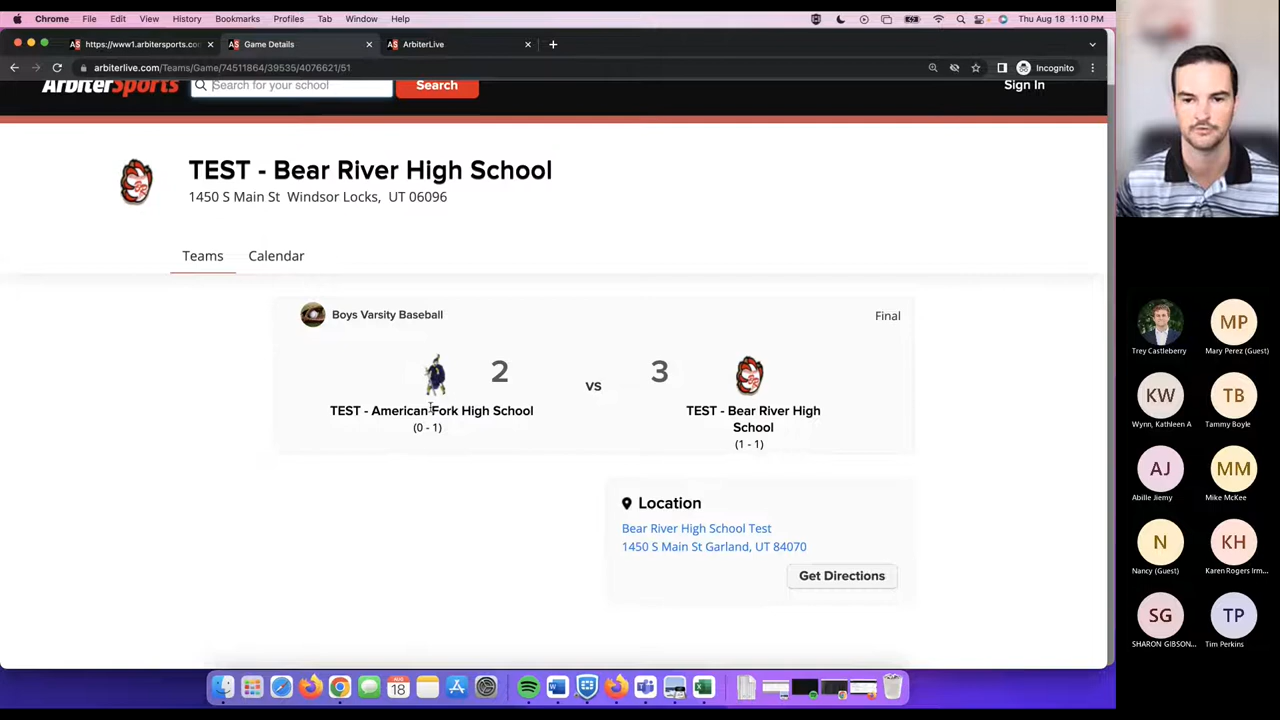 Chrome File Edit View History Bookmarks Profiles Tab Window Help Thu Aug 18 1:10 PM
https://www1.arbitersports.co Game Details ArbiterLive
arbiterlive.com/Teams/Game/74511864/39535/4076621/51 Incognito
ArbiterSports Search for your school Search Sign In
TEST - Bear River High School
1450 S Main St Windsor Locks, UT 06096
Teams Calendar
Boys Varsity Baseball Final
2 vs 3
TEST - American Fork High School
(0 - 1)
TEST - Bear River High
School
(1 - 1)
Location
Bear River High School Test
1450 S Main St Garland, UT 84070
Get Directions
AUG
18
MP
Trey Castleberry Mary Perez (Guest)
KW TB
Wynn, Kathleen A Tammy Boyle
AJ MM
Abille Jiemy Mike McKee
N KH
Nancy (Guest) Karen Rogers Irm...
SG TP
SHARON GIBSON... Tim Perkins